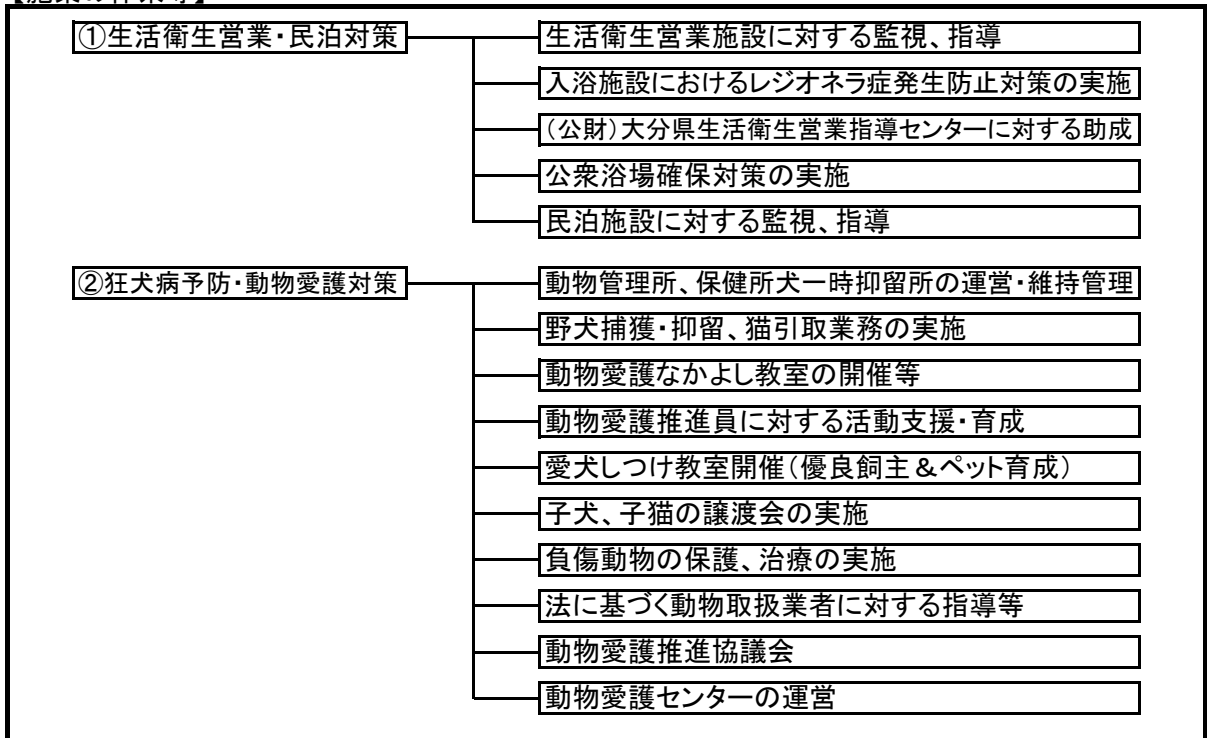 ①生活衛生営業・民泊対策
生活衛生営業施設に対する監視、指導
入浴施設におけるレジオネラ症発生防止対策の実施
(公財)大分県生活衛生営業指導センターに対する助成
公衆浴場確保対策の実施
民泊施設に対する監視、指導
②狂犬病予防・動物愛護対策
動物管理所、保健所犬一時抑留所の運営・維持管理
野犬捕獲・抑留、猫引取業務の実施
動物愛護なかよし教室の開催等
動物愛護推進員に対する活動支援・育成
愛犬しつけ教室開催(優良飼主&ペット育成)
子犬、子猫の譲渡会の実施
負傷動物の保護、治療の実施
法に基づく動物取扱業者に対する指導等
動物愛護推進協議会
動物愛護センターの運営